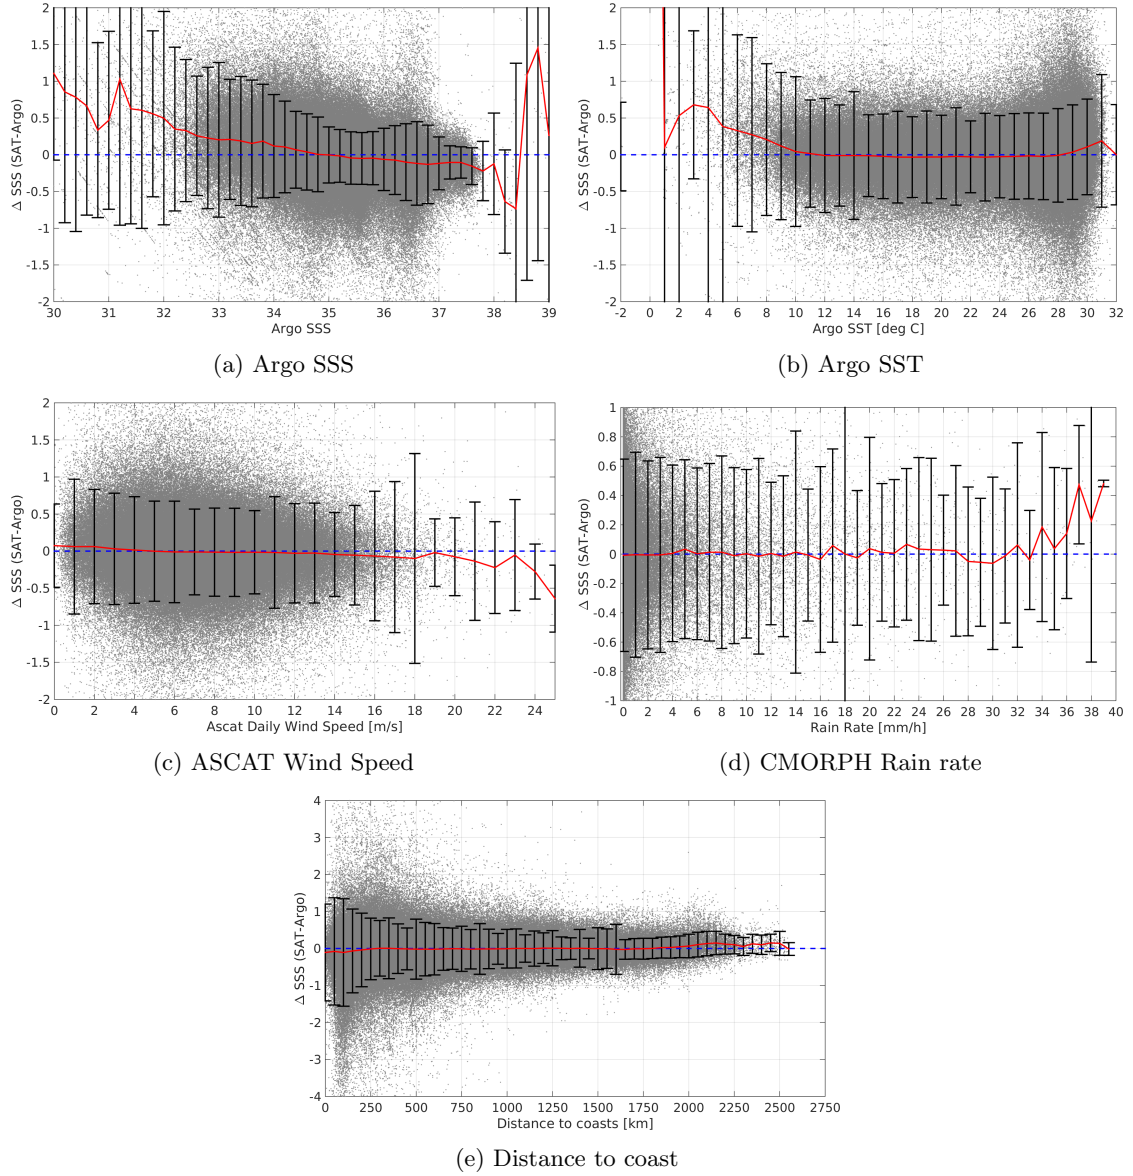 2
1.5
1
0.5
0
-0.5
-1
-1.5
-2
Δ SSS (SAT-Argo)
30 31 32 33 34 35 36 37 38 39
Argo SSS
(a) Argo SSS
2
1.5
1
0.5
0
-0.5
-1
-1.5
-2
Δ SSS (SAT-Argo)
-2 0 2 4 6 8 10 12 14 16 18 20 22 24 26 28 30 32
Argo SST [deg C]
(b) Argo SST
2
1.5
1
0.5
0
-0.5
-1
-1.5
-2
Δ SSS (SAT-Argo)
0 2 4 6 8 10 12 14 16 18 20 22 24
Ascat Daily Wind Speed [m/s]
(c) ASCAT Wind Speed
1
0.8
0.6
0.4
0.2
0
-0.2
-0.4
-0.6
-0.8
-1
Δ SSS (SAT-Argo)
0 2 4 6 8 10 12 14 16 18 20 22 24 26 28 30 32 34 36 38 40
Rain Rate [mm/h]
(d) CMORPH Rain rate
4
3
2
1
0
-1
-2
-3
-4
Δ SSS (SAT-Argo)
0 250 500 750 1000 1250 1500 1750 2000 2250 2500 2750
Distance to coasts [km]
(e) Distance to coast